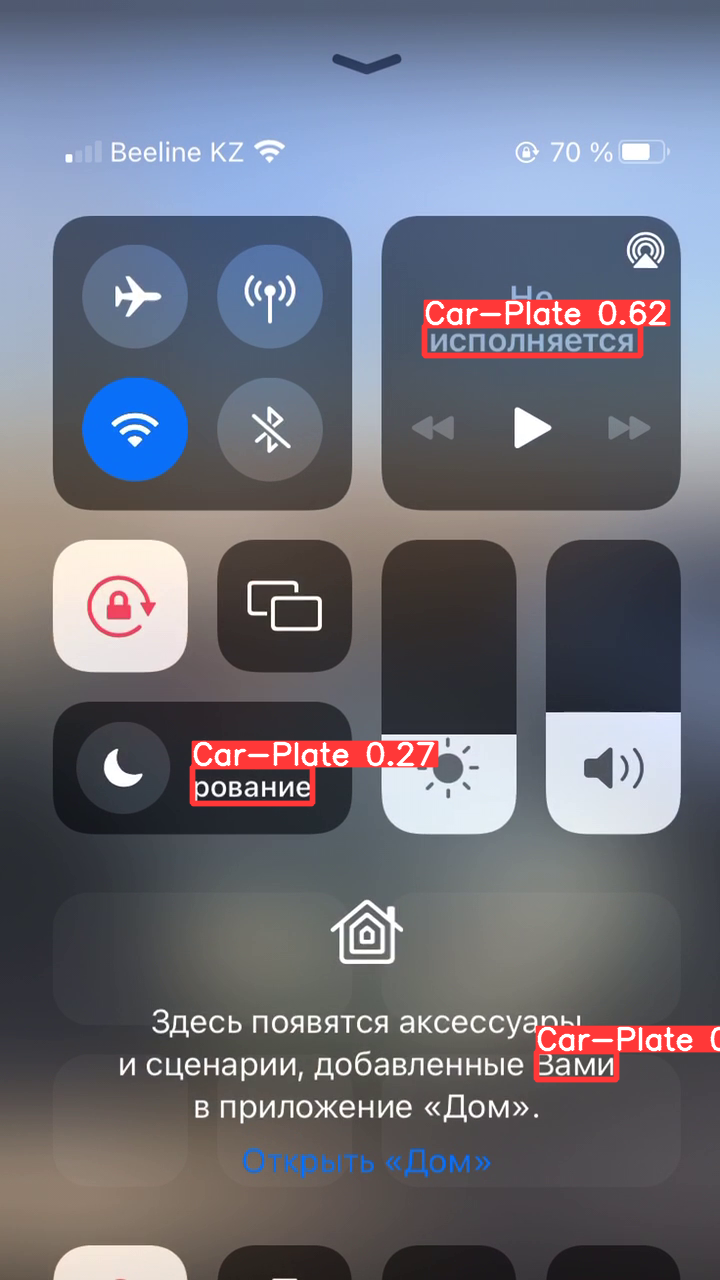 Beeline KZ 70 %
Не
Car-Plate 0.62
исполняется
Car-Plate 0.27
рование
Здесь появятся аксессуары
Car-Plate 0
и сценарии, добавленные Вами
в приложение «Дом».
Открыть «Дом»